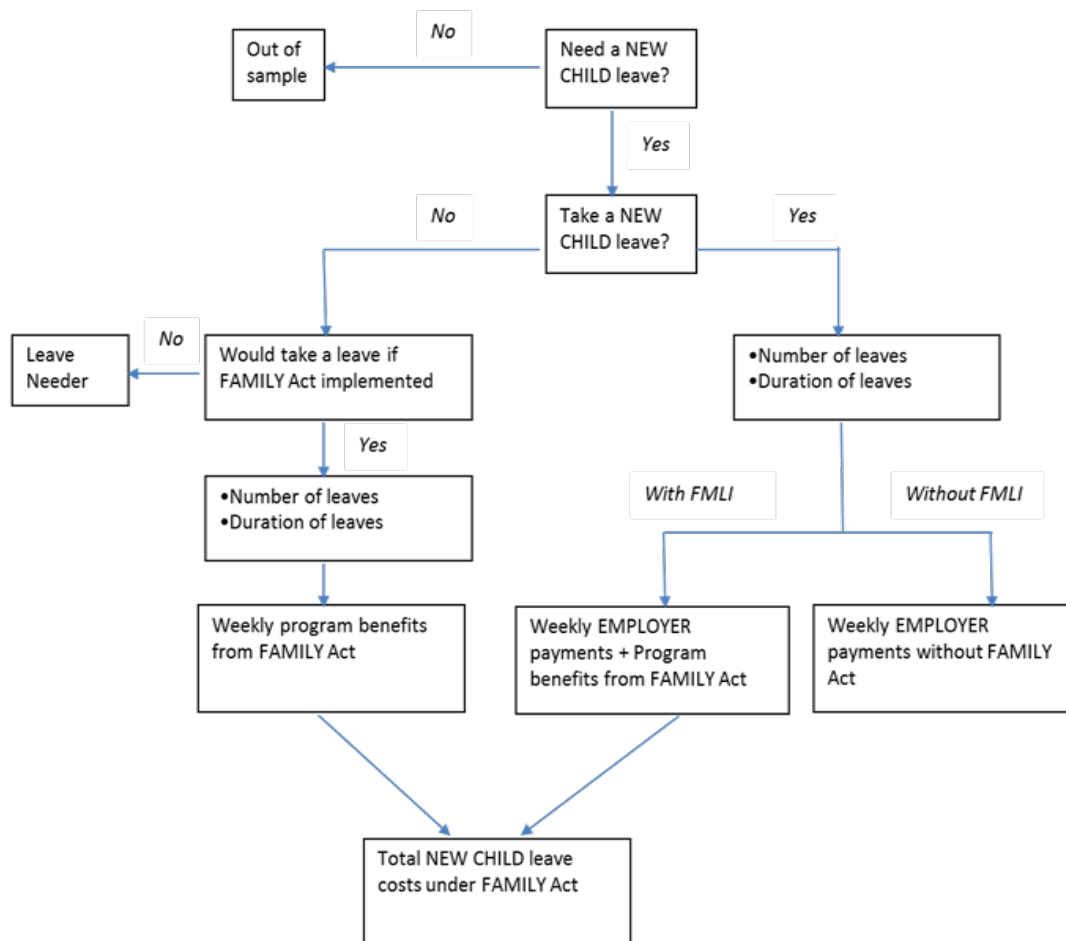 No
Out of
sample
Need a NEW
CHILD leave?
Yes
No
Take a NEW
CHILD leave?
Yes
Leave
Needer
No
Would take a leave if
FAMILY Act implemented
•Number of leaves
•Duration of leaves
Yes
•Number of leaves
•Duration of leaves
With FMLI
Without FMLI
Weekly program benefits
from FAMILY Act
Weekly EMPLOYER
payments + Program
benefits from FAMILY Act
Weekly EMPLOYER
payments without FAMILY
Act
Total NEW CHILD leave
costs under FAMILY Act